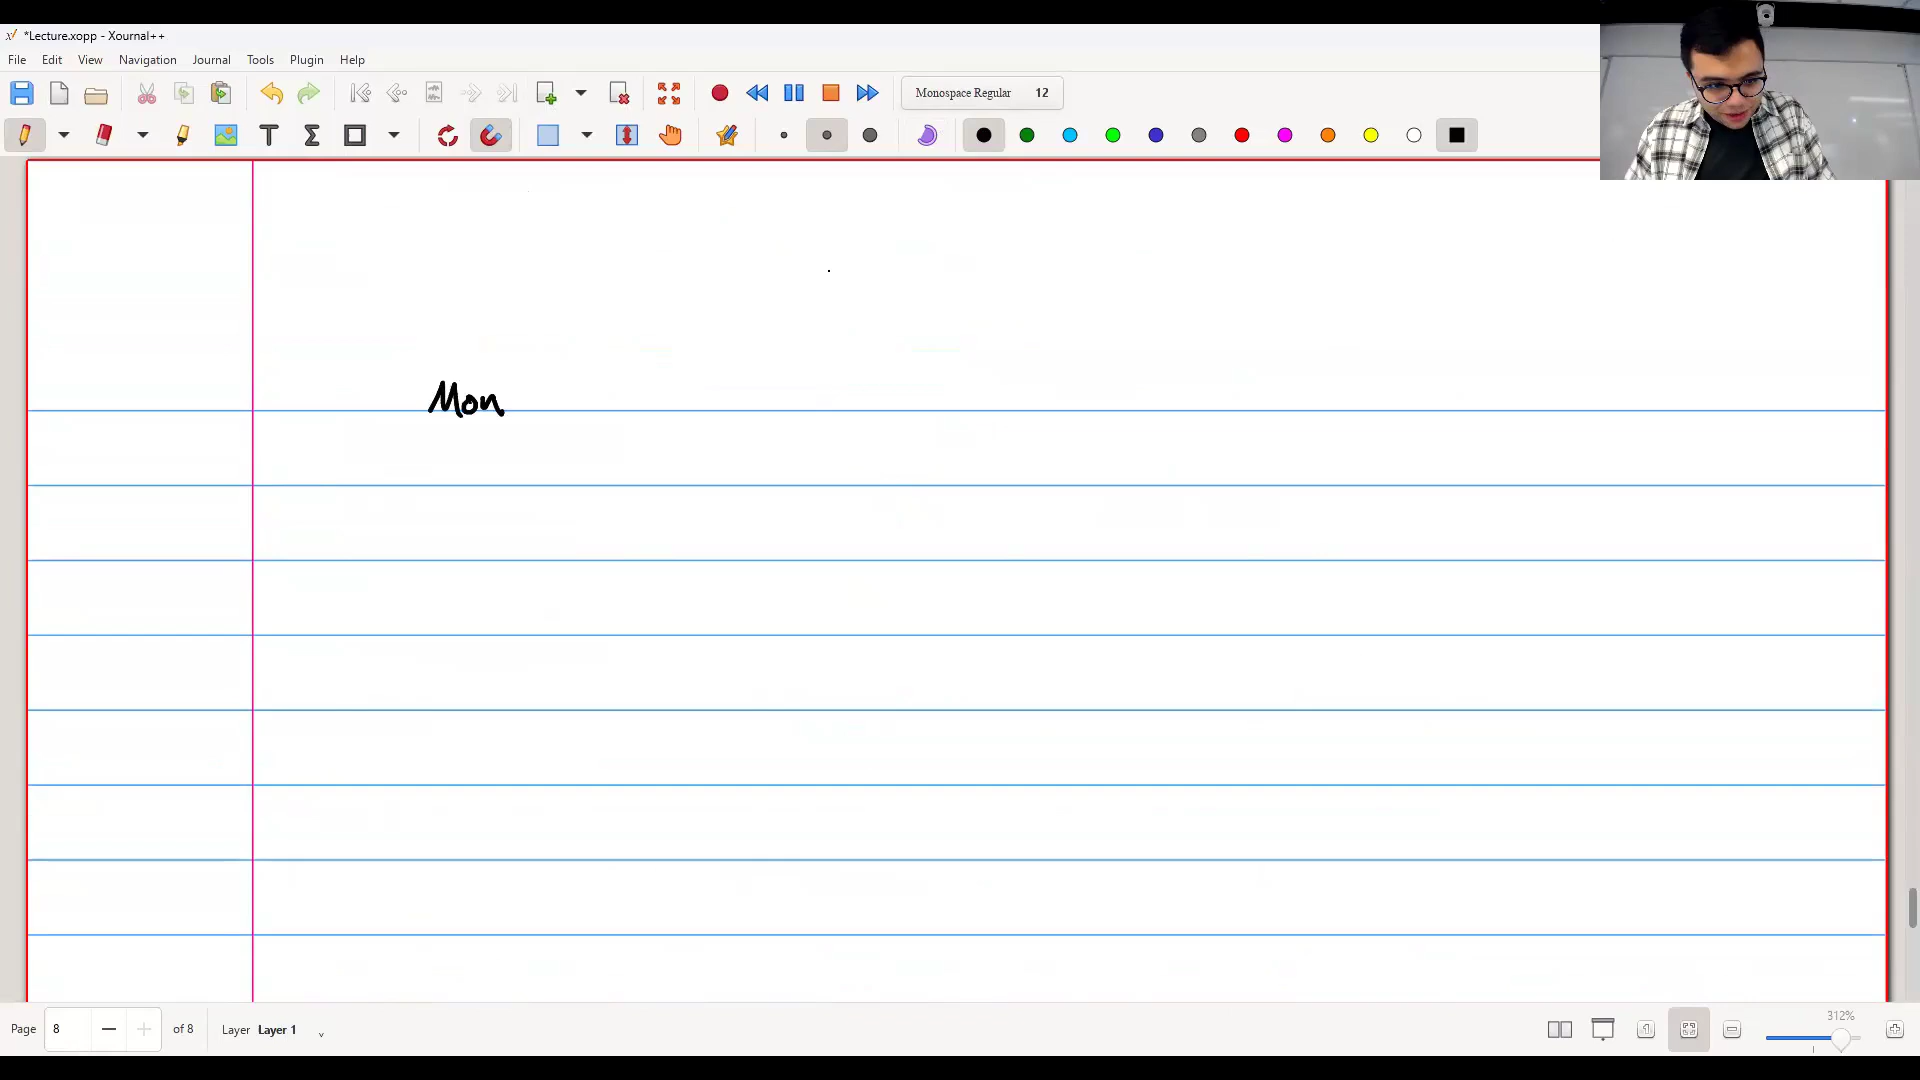 *Lecture.xopp - Xournal++
File Edit View Navigation Journal Tools Plugin Help
Monospace Regular 12
Mon
Page 8 of 8 Layer Layer 1
312%